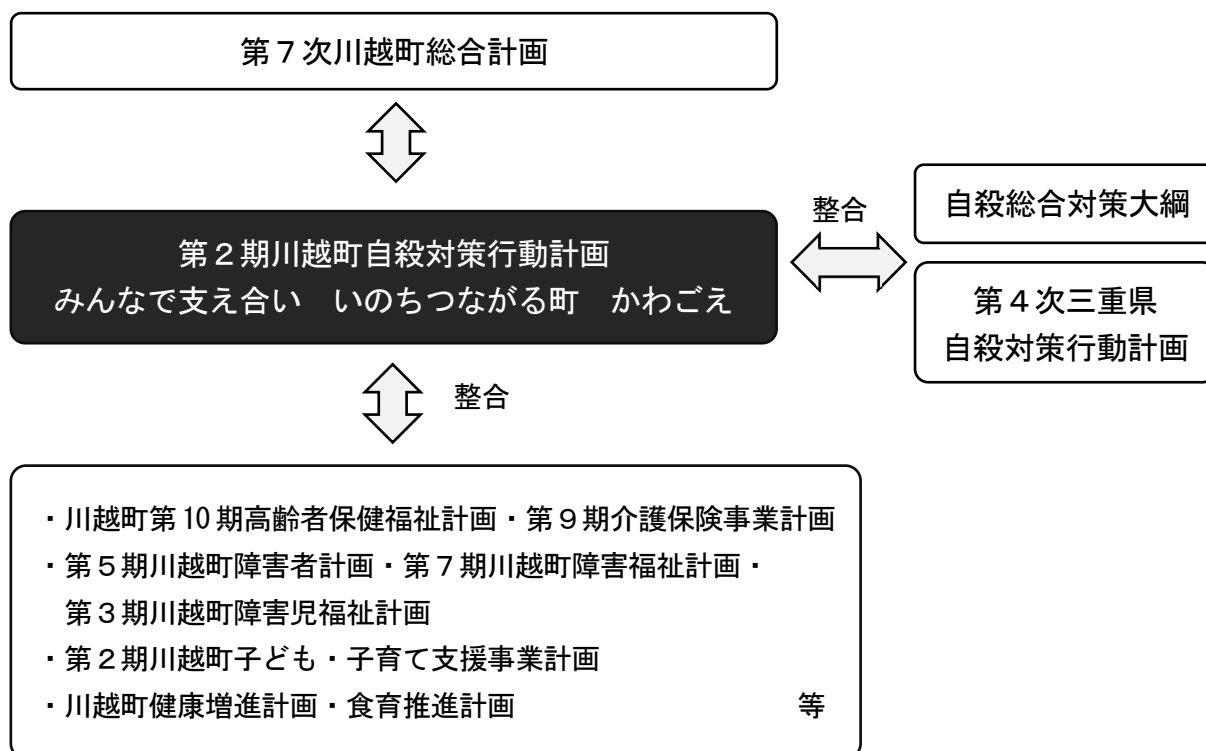 第７次川越町総合計画
第２期川越町自殺対策行動計画
みんなで支え合い　いのちつながる町　かわごえ
整合
自殺総合対策大綱
第４次三重県
自殺対策行動計画
整合
・川越町第10期高齢者保健福祉計画・第９期介護保険事業計画
・第５期川越町障害者計画・第７期川越町障害福祉計画・
第３期川越町障害児福祉計画
・第２期川越町子ども・子育て支援事業計画
・川越町健康増進計画・食育推進計画　　　　　　　等